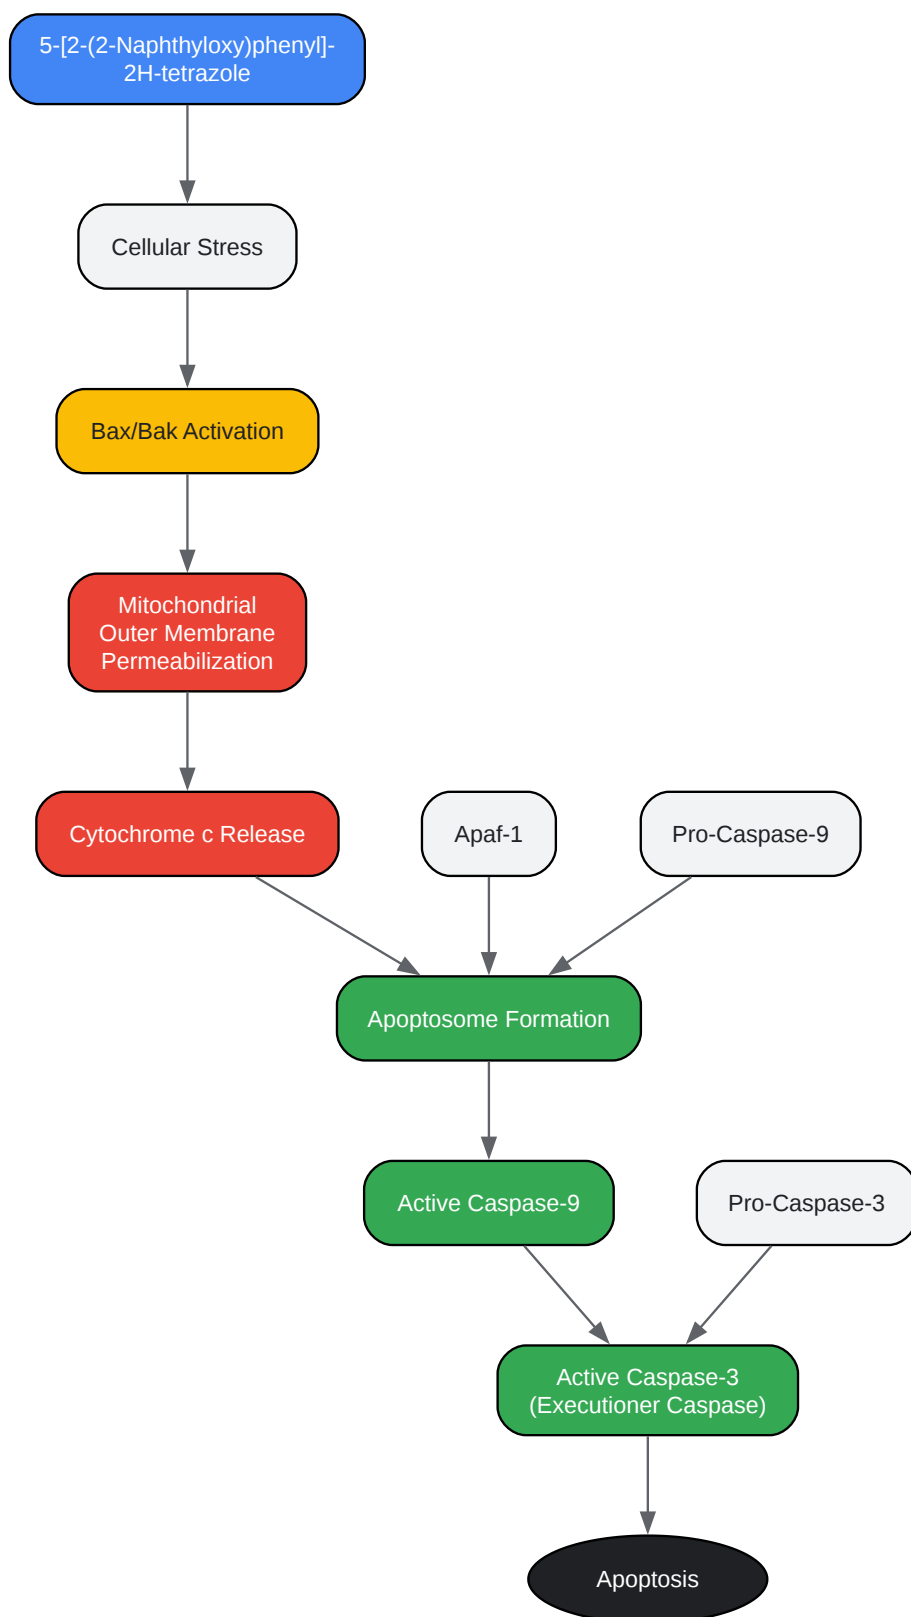 5-[2-(2-Naphthyloxy)phenyl]-
2H-tetrazole
Cellular Stress
Bax/Bak Activation
Mitochondrial
Outer Membrane
Permeabilization
Cytochrome c Release
Apaf-1
Pro-Caspase-9
Apoptosome Formation
Active Caspase-9
Pro-Caspase-3
Active Caspase-3
(Executioner Caspase)
Apoptosis